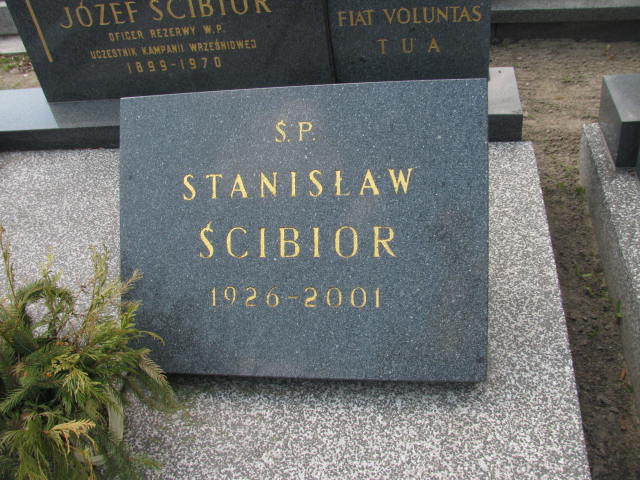 JÓZEF ŚCIBIOR
OFICER REZERWY W.P.
UCZESTNIK KAMPANII WRZEŚNIOWEJ
1899-1970
FIAT VOLUNTAS
TUA
Ś.P.
STANISŁAW
ŚCIBIOR
1926-2001